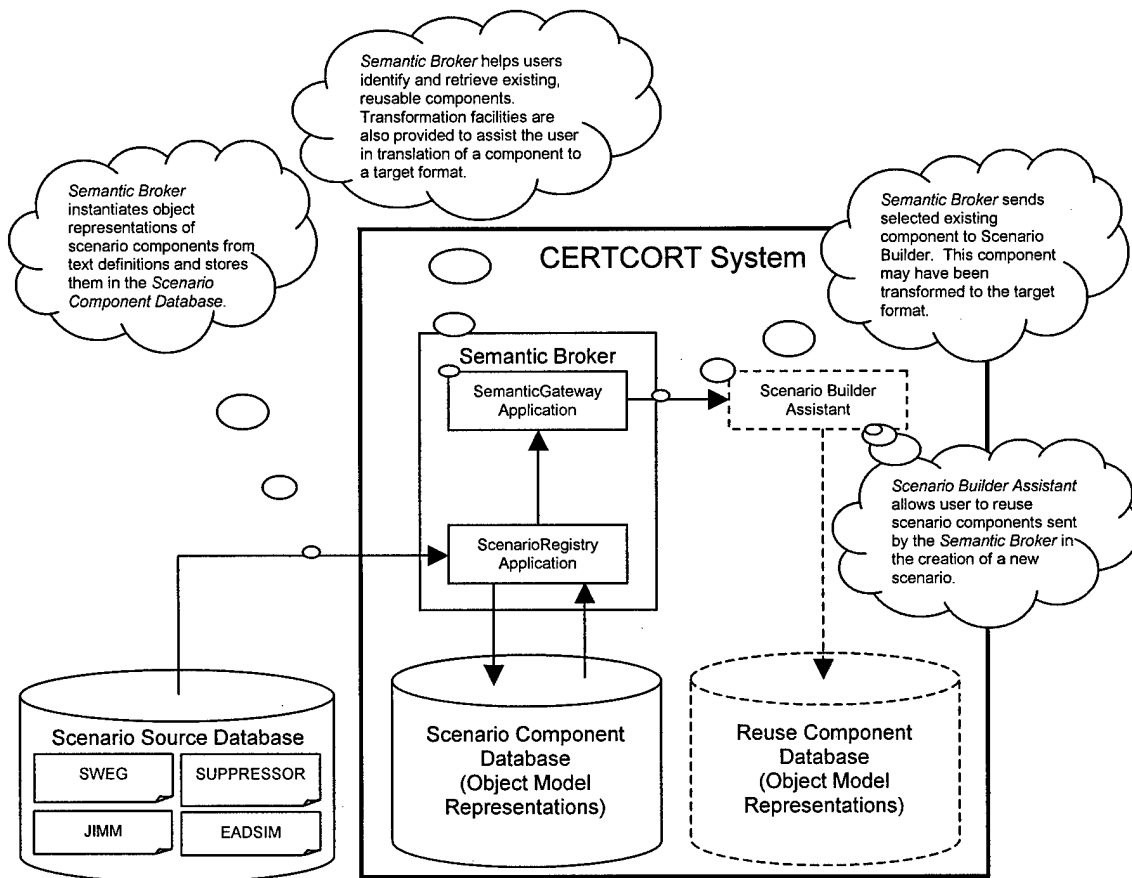 Semantic Broker helps users
identify and retrieve existing,
reusable components.
Transformation facilities are
also provided to assist the user
in translation of a component to
a target format.
Semantic Broker
instantiates object
representations of
scenario components from
text definitions and stores
them in the Scenario
Component Database.
Semantic Broker sends
selected existing
component to Scenario
Builder. This component
may have been
transformed to the target
format.
CERTCORT System
Semantic Broker
SemanticGateway
Application
Scenario Builder
Assistant
Scenario Builder Assistant
allows user to reuse
scenario components sent
by the Semantic Broker in
the creation of a new
scenario.
ScenarioRegistry
Application
Scenario Source Database
SWEG
SUPPRESSOR
JIMM
EADSIM
Scenario Component
Database
(Object Model
Representations)
Reuse Component
Database
(Object Model
Representations)